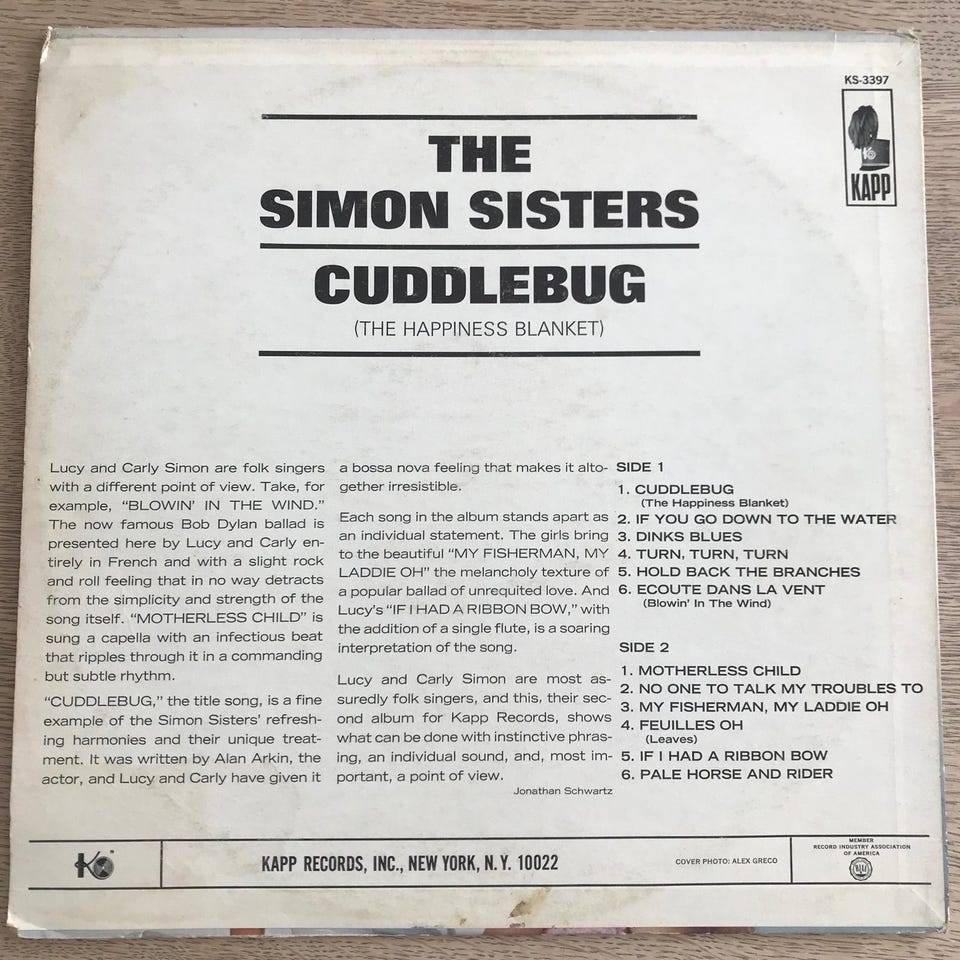 KS-3397
KAPP
THE
SIMON SISTERS
CUDDLEBUG
(THE HAPPINESS BLANKET)
Lucy and Carly Simon are folk singers
with a different point of view. Take, for
example, “BLOWIN’ IN THE WIND.”
The now famous Bob Dylan ballad is
presented here by Lucy and Carly en-
tirely in French and with a slight rock
and roll feeling that in no way detracts
from the simplicity and strength of the
song itself. “MOTHERLESS CHILD” is
sung a capella with an infectious beat
that ripples through it in a commanding
but subtle rhythm.
“CUDDLEBUG,” the title song, is a fine
example of the Simon Sisters’ refresh-
ing harmonies and their unique treat-
ment. It was written by Alan Arkin, the
actor, and Lucy and Carly have given it
a bossa nova feeling that makes it alto-
gether irresistible.
Each song in the album stands apart as
an individual statement. The girls bring
to the beautiful “MY FISHERMAN, MY
LADDIE OH” the melancholy texture of
a popular ballad of unrequited love. And
Lucy’s “IF I HAD A RIBBON BOW,” with
the addition of a single flute, is a soaring
interpretation of the song.
Lucy and Carly Simon are most as-
suredly folk singers, and this, their sec-
ond album for Kapp Records, shows
what can be done with instinctive phras-
ing, an individual sound, and, most im-
portant, a point of view.
Jonathan Schwartz
SIDE 1
1. CUDDLEBUG
(The Happiness Blanket)
2. IF YOU GO DOWN TO THE WATER
3. DINKS BLUES
4. TURN, TURN, TURN
5. HOLD BACK THE BRANCHES
6. ECOUTE DANS LA VENT
(Blowin’ In The Wind)
SIDE 2
1. MOTHERLESS CHILD
2. NO ONE TO TALK MY TROUBLES TO
3. MY FISHERMAN, MY LADDIE OH
4. FEUILLES OH
(Leaves)
5. IF I HAD A RIBBON BOW
6. PALE HORSE AND RIDER
KAPP RECORDS, INC., NEW YORK, N. Y. 10022
COVER PHOTO: ALEX GRECO
MEMBER
RECORD INDUSTRY ASSOCIATION
OF AMERICA